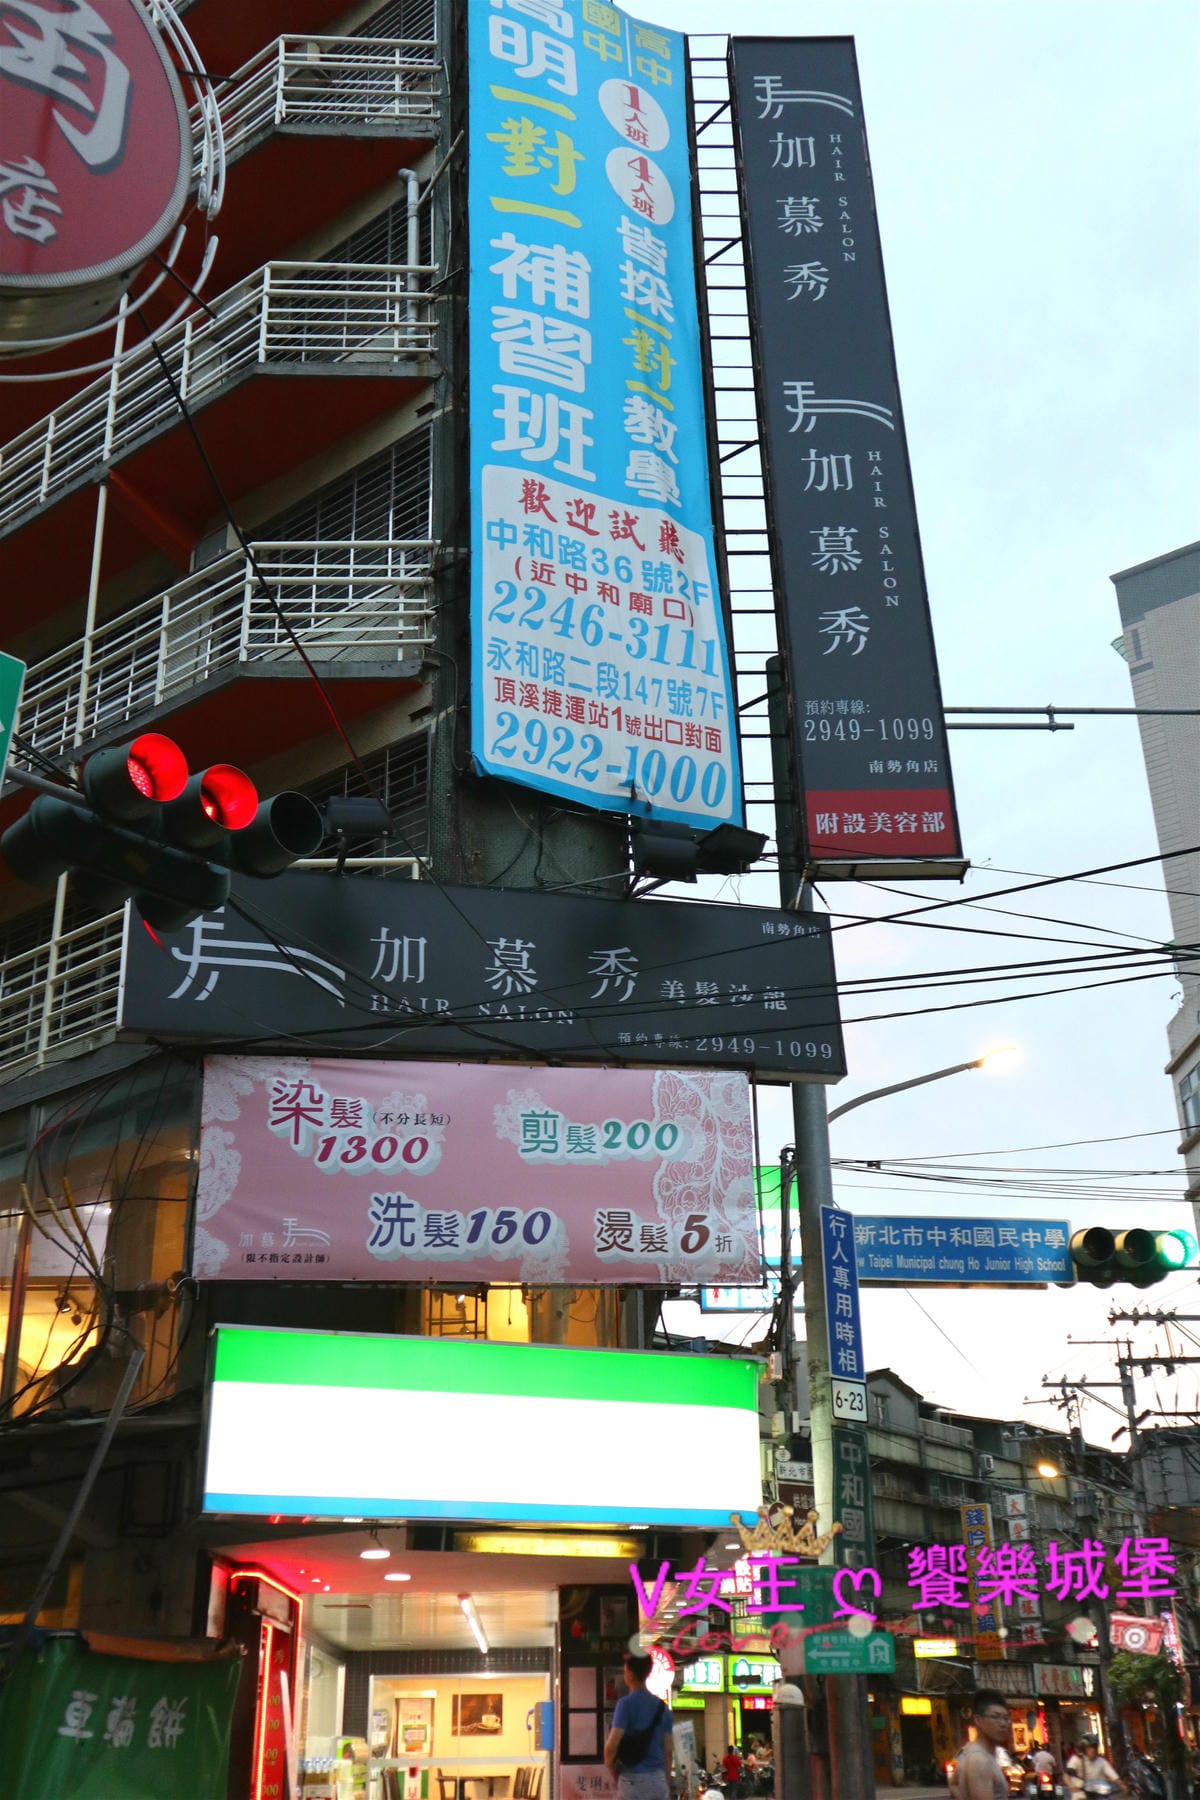 角
店
高明一對一補習班
國中 高中
1人班
4人班
皆採一對一教學
歡迎試聽
中和路36號2F
(近中和廟口)
2246-3111
永和路二段147號7F
頂溪捷運站1號出口對面
2922-1000
加慕秀
HAIR SALON
加慕秀
HAIR SALON
預約專線:
2949-1099
南勢角店
附設美容部
南勢角店
加慕秀
HAIR SALON
美髮沙龍
預約專線:2949-1099
染髮(不分長短)
1300
剪髮200
洗髮150
燙髮5折
加慕
(限不指定設計師)
新北市中和國民中學
New Taipei Municipal chung Ho Junior High School
行人專用時相
6-23
中和國中
V女王 ღ 饗樂城堡
Love
車輪餅